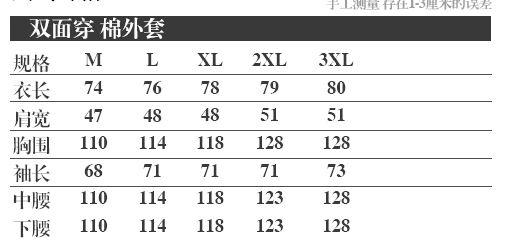 手工测量 存在1-3厘米的误差
双面穿 棉外套
规格 M L XL 2XL 3XL
衣长 74 76 78 79 80
肩宽 47 48 48 51 51
胸围 110 114 118 128 128
袖长 68 71 71 71 73
中腰 110 114 118 123 128
下腰 110 114 118 123 128